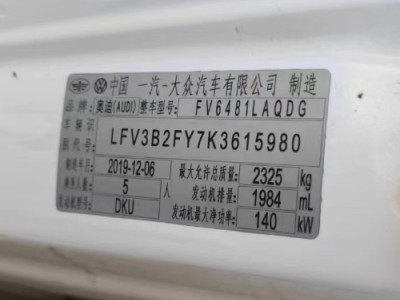 中国 一汽-大众汽车有限公司 制造
品牌: 奥迪(AUDI) 整车型号: FV6481LAQDG
车辆识别代号: LFV3B2FY7K3615980
制造年月: 2019-12-06 最大允许总质量: 2325 kg
乘坐人数: 5 人 发动机排量: 1984 mL
发动机型号: DKU 发动机最大净功率: 140 kW